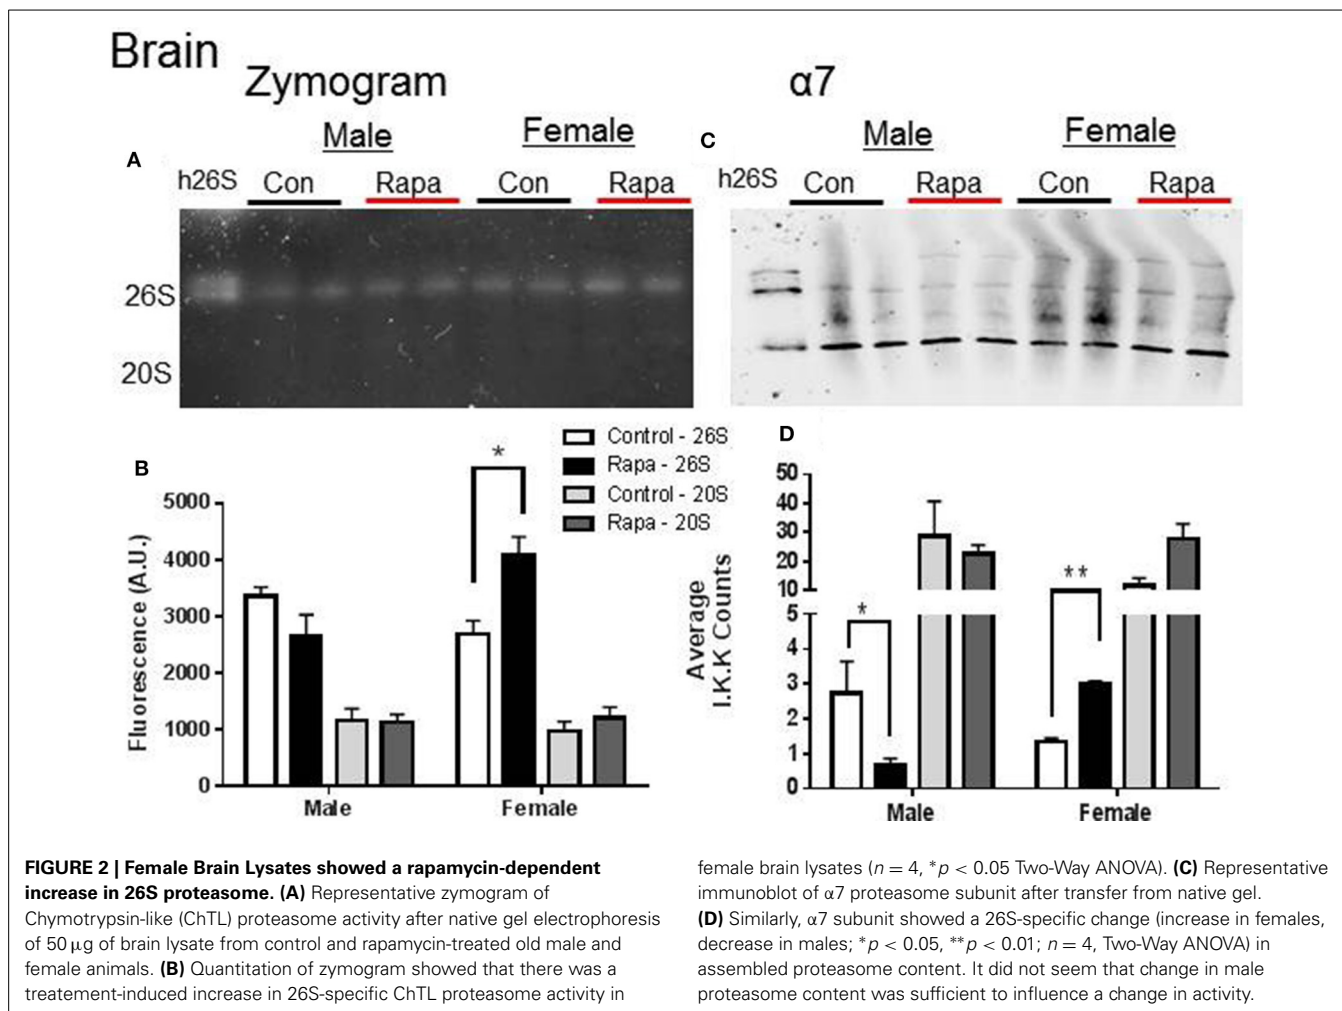 Brain
Zymogram
α7
Male
Female
A
h26S
Con
Rapa
Con
Rapa
26S
20S
Male
Female
C
h26S
Con
Rapa
Con
Rapa
Control - 26S
Rapa - 26S
Control - 20S
Rapa - 20S
B
*
Fluorescence (A.U.)
5000
4000
3000
2000
1000
0
Male
Female
D
Average
I.K.K Counts
50
40
30
20
10
5
4
3
2
1
0
*
**
Male
Female
FIGURE 2 | Female Brain Lysates showed a rapamycin-dependent
increase in 26S proteasome. (A) Representative zymogram of
Chymotrypsin-like (ChTL) proteasome activity after native gel electrophoresis
of 50 μg of brain lysate from control and rapamycin-treated old male and
female animals. (B) Quantitation of zymogram showed that there was a
treatement-induced increase in 26S-specific ChTL proteasome activity in
female brain lysates (n = 4, *p < 0.05 Two-Way ANOVA). (C) Representative
immunoblot of α7 proteasome subunit after transfer from native gel.
(D) Similarly, α7 subunit showed a 26S-specific change (increase in females,
decrease in males; *p < 0.05, **p < 0.01; n = 4, Two-Way ANOVA) in
assembled proteasome content. It did not seem that change in male
proteasome content was sufficient to influence a change in activity.